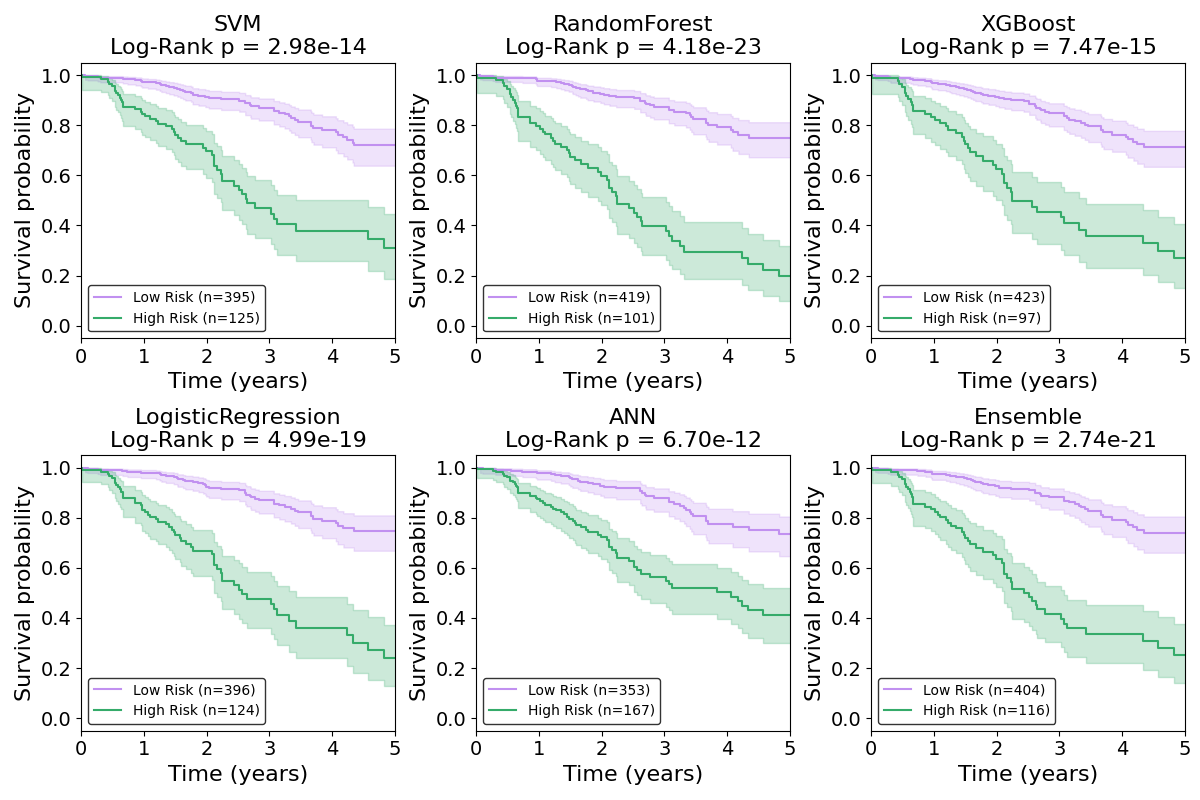 SVM
Log-Rank p = 2.98e-14
Survival probability
1.0
0.8
0.6
0.4
0.2
0.0
Low Risk (n=395)
High Risk (n=125)
0 1 2 3 4 5
Time (years)
RandomForest
Log-Rank p = 4.18e-23
Survival probability
1.0
0.8
0.6
0.4
0.2
0.0
Low Risk (n=419)
High Risk (n=101)
0 1 2 3 4 5
Time (years)
XGBoost
Log-Rank p = 7.47e-15
Survival probability
1.0
0.8
0.6
0.4
0.2
0.0
Low Risk (n=423)
High Risk (n=97)
0 1 2 3 4 5
Time (years)
LogisticRegression
Log-Rank p = 4.99e-19
Survival probability
1.0
0.8
0.6
0.4
0.2
0.0
Low Risk (n=396)
High Risk (n=124)
0 1 2 3 4 5
Time (years)
ANN
Log-Rank p = 6.70e-12
Survival probability
1.0
0.8
0.6
0.4
0.2
0.0
Low Risk (n=353)
High Risk (n=167)
0 1 2 3 4 5
Time (years)
Ensemble
Log-Rank p = 2.74e-21
Survival probability
1.0
0.8
0.6
0.4
0.2
0.0
Low Risk (n=404)
High Risk (n=116)
0 1 2 3 4 5
Time (years)